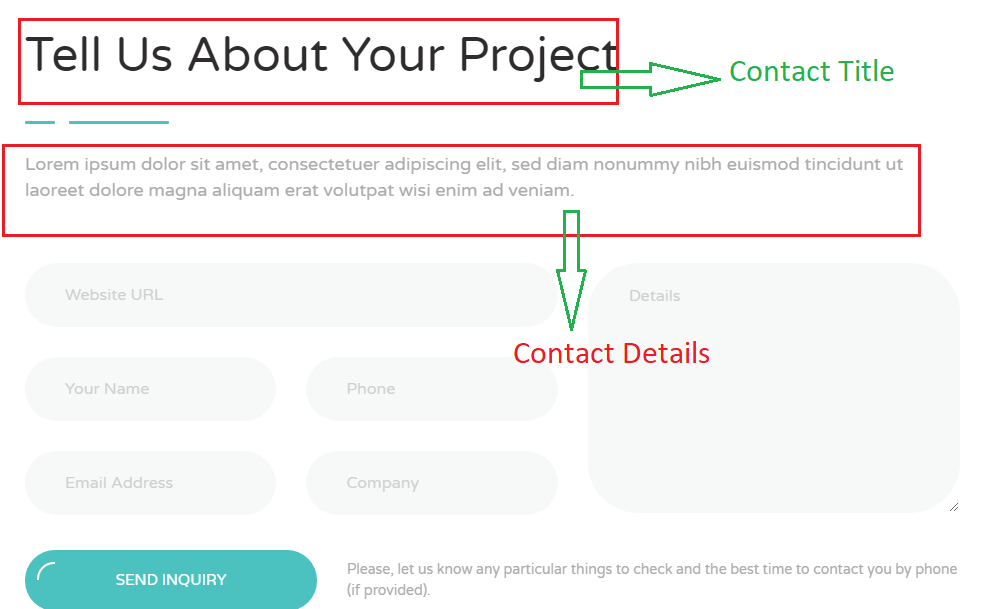 Tell Us About Your Project
Contact Title
Lorem ipsum dolor sit amet, consectetuer adipiscing elit, sed diam nonummy nibh euismod tincidunt ut
laoreet dolore magna aliquam erat volutpat wisi enim ad veniam.
Website URL
Details
Contact Details
Your Name
Phone
Email Address
Company
SEND INQUIRY
Please, let us know any particular things to check and the best time to contact you by phone
(if provided).